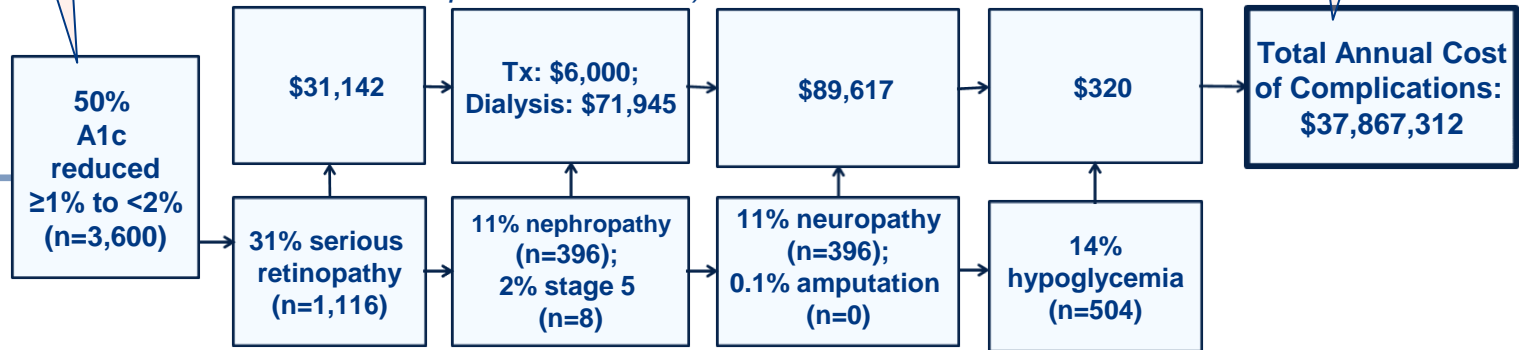 50%
A1c
reduced
≥1% to <2%
(n=3,600)
$31,142
Tx: $6,000;
Dialysis: $71,945
$89,617
$320
Total Annual Cost
of Complications:
$37,867,312
31% serious
retinopathy
(n=1,116)
11% nephropathy
(n=396);
2% stage 5
(n=8)
11% neuropathy
(n=396);
0.1% amputation
(n=0)
14%
hypoglycemia
(n=504)